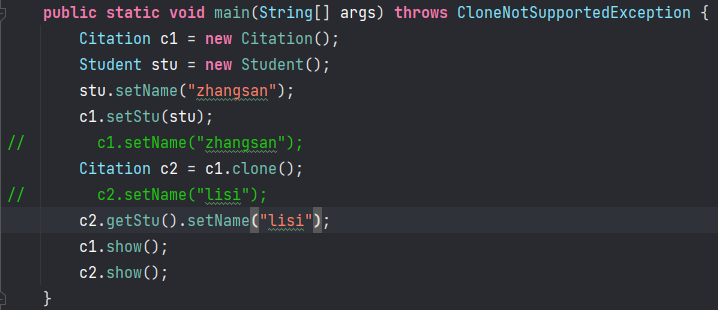 public static void main(String[] args) throws CloneNotSupportedException {
Citation c1 = new Citation();
Student stu = new Student();
stu.setName("zhangsan");
c1.setStu(stu);
//        c1.setName("zhangsan");
Citation c2 = c1.clone();
//        c2.setName("lisi");
c2.getStu().setName("lisi");
c1.show();
c2.show();
}